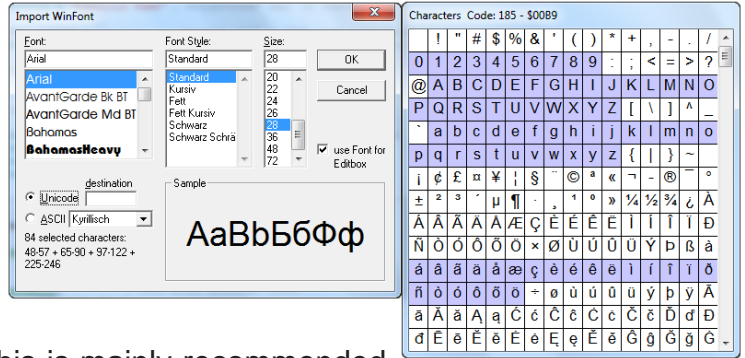 Import WinFont
Font:
Font Style:
Size:
Arial
Standard
28
OK
Arial
AvantGarde Bk BT
AvantGarde Md BT
Bahamas
BahamasHeavy
Standard
Kursiv
Fett
Fett Kursiv
Schwarz
Schwarz Schrä
20
22
24
26
28
36
48
72
Cancel
use Font for
Editbox
destination
Unicode
ASCII Kyrillisch
84 selected characters:
48-57 + 65-90 + 97-122 +
225-246
Sample
AaBbБбФф
Characters Code: 185 - $00B9
! " # $ % & ' ( ) * + , - . /
0 1 2 3 4 5 6 7 8 9 : ; < = > ?
@ A B C D E F G H I J K L M N O
P Q R S T U V W X Y Z [ \ ] ^ _
` a b c d e f g h i j k l m n o
p q r s t u v w x y z { | } ~
¡ ¢ £ ¤ ¥ ¦ § ¨ © ª « ¬ - ® ¯ °
± ² ³ ´ µ ¶ · ¸ ¹ º » ¼ ½ ¾ ¿ À
Á Â Ã Ä Å Æ Ç È É Ê Ë Ì Í Î Ï Ð
Ñ Ò Ó Ô Õ Ö × Ø Ù Ú Û Ü Ý Þ ß à
á â ã ä å æ ç è é ê ë ì í î ï ð
ñ ò ó ô õ ö ÷ ø ù ú û ü ý þ ÿ Ā
ā Ă ă Ą ą Ć ć Ĉ ĉ Ċ ċ Č č Ď ď Đ
đ Ē ē Ĕ ĕ Ė ė Ę ę Ě ě Ĝ ĝ Ğ ğ Ġ
his is mainly recommended